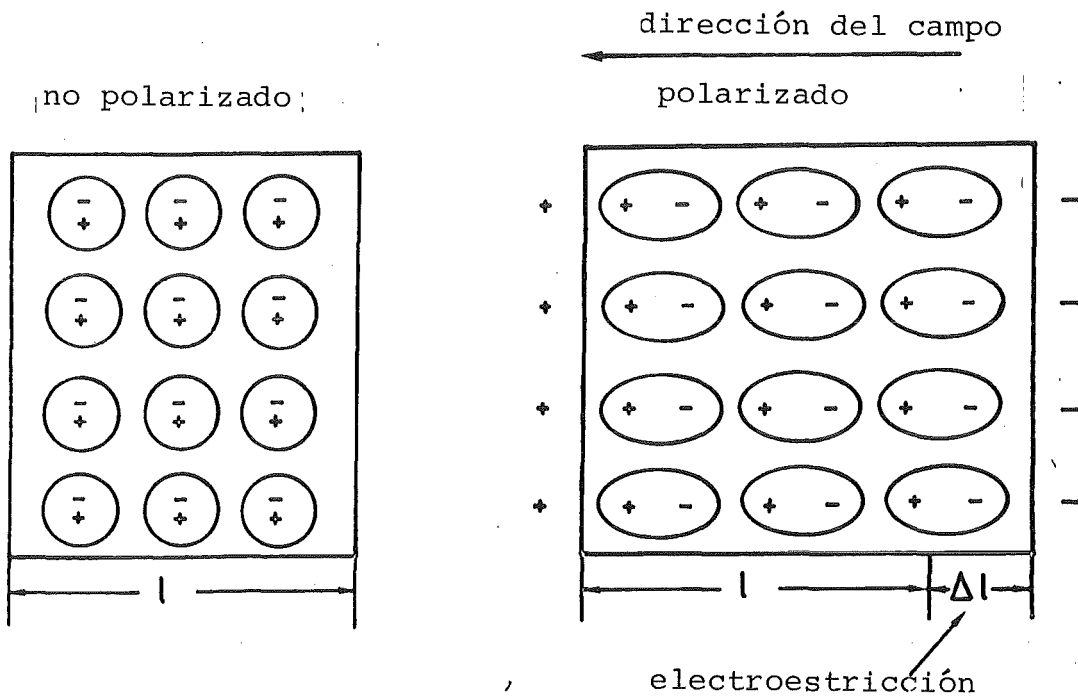 dirección del campo
no polarizado
polarizado
- - -
+ + +
- - -
+ + +
- - -
+ + +
- - -
+ + +
+ + - + - + - -
+ + - + - + - -
+ + - + - + - -
+ + - + - + - -
l
l Δl
electroestricción